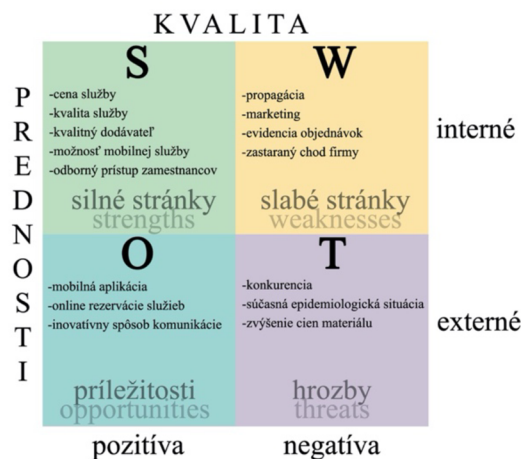 KVALITA
PREDNOSTI
S
-cena služby
-kvalita služby
-kvalitný dodávateľ
-možnosť mobilnej služby
-odborný prístup zamestnancov
silné stránky
strengths
W
-propagácia
-marketing
-evidencia objednávok
-zastaraný chod firmy
slabé stránky
weaknesses
interné
O
-mobilná aplikácia
-online rezervácie služieb
-inovatívny spôsob komunikácie
príležitosti
opportunities
T
-konkurencia
-súčasná epidemiologická situácia
-zvýšenie cien materiálu
hrozby
threats
externé
pozitíva
negatíva